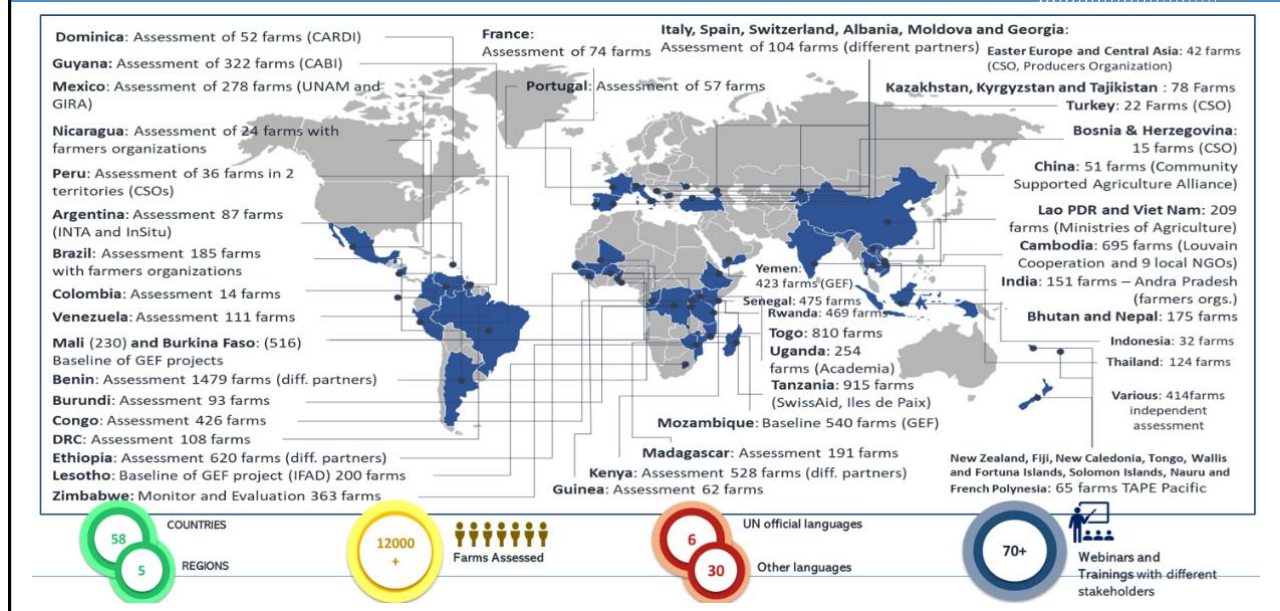 Dominica: Assessment of 52 farms (CARDI)
Guyana: Assessment of 322 farms (CABI)
Mexico: Assessment of 278 farms (UNAM and
GIRA)
Nicaragua: Assessment of 24 farms with
farmers organizations
Peru: Assessment of 36 farms in 2
territories (CSOs)
Argentina: Assessment 87 farms
(INTA and InSitu)
Brazil: Assessment 185 farms
with farmers organizations
Colombia: Assessment 14 farms
Venezuela: Assessment 111 farms
Mali (230) and Burkina Faso: (516)
Baseline of GEF projects
Benin: Assessment 1479 farms (diff. partners)
Burundi: Assessment 93 farms
Congo: Assessment 426 farms
DRC: Assessment 108 farms
Ethiopia: Assessment 620 farms (diff. partners)
Lesotho: Baseline of GEF project (IFAD) 200 farms
Zimbabwe: Monitor and Evaluation 363 farms
France:
Assessment of 74 farms
Portugal: Assessment of 57 farms
Italy, Spain, Switzerland, Albania, Moldova and Georgia:
Assessment of 104 farms (different partners)
Easter Europe and Central Asia: 42 farms
(CSO, Producers Organization)
Kazakhstan, Kyrgyzstan and Tajikistan : 78 Farms
Turkey: 22 Farms (CSO)
Bosnia & Herzegovina:
15 farms (CSO)
China: 51 farms (Community
Supported Agriculture Alliance)
Lao PDR and Viet Nam: 209
farms (Ministries of Agriculture)
Cambodia: 695 farms (Louvain
Cooperation and 9 local NGOs)
India: 151 farms – Andra Pradesh
(farmers orgs.)
Bhutan and Nepal: 175 farms
Indonesia: 32 farms
Thailand: 124 farms
Various: 414farms
independent
assessment
Yemen:
423 farms (GEF)
Senegal: 475 farms
Rwanda: 469 farms
Togo: 810 farms
Uganda: 254
farms (Academia)
Tanzania: 915 farms
(SwissAid, Iles de Paix)
Mozambique: Baseline 540 farms (GEF)
Madagascar: Assessment 191 farms
Kenya: Assessment 528 farms (diff. partners)
Guinea: Assessment 62 farms
New Zealand, Fiji, New Caledonia, Tongo, Wallis
and Fortuna Islands, Solomon Islands, Nauru and
French Polynesia: 65 farms TAPE Pacific
58
COUNTRIES
5
REGIONS
12000
+
Farms Assessed
6
UN official languages
30
Other languages
70+
Webinars and
Trainings with different
stakeholders